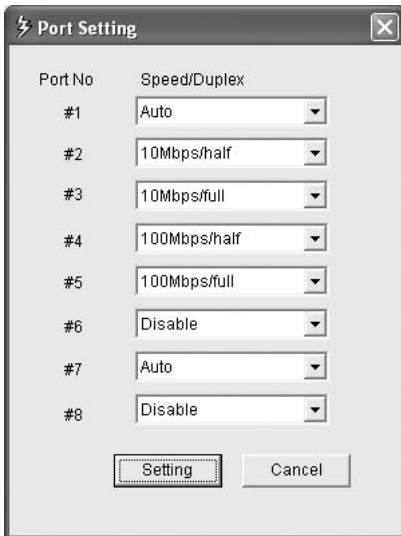 Port Setting
Port No Speed/Duplex
#1 Auto
#2 10Mbps/half
#3 10Mbps/full
#4 100Mbps/half
#5 100Mbps/full
#6 Disable
#7 Auto
#8 Disable
Setting Cancel